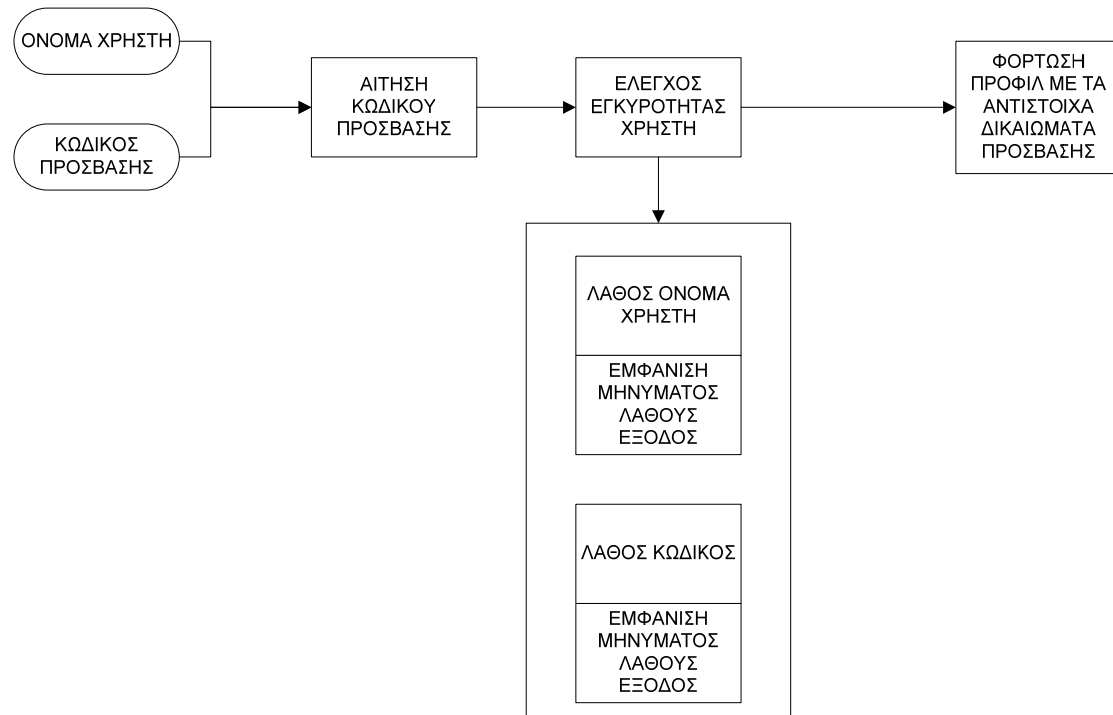 ΟΝΟΜΑ ΧΡΗΣΤΗ
ΚΩΔΙΚΟΣ
ΠΡΟΣΒΑΣΗΣ
ΑΙΤΗΣΗ
ΚΩΔΙΚΟΥ
ΠΡΟΣΒΑΣΗΣ
ΕΛΕΓΧΟΣ
ΕΓΚΥΡΟΤΗΤΑΣ
ΧΡΗΣΤΗ
ΦΟΡΤΩΣΗ
ΠΡΟΦΙΛ ΜΕ ΤΑ
ΑΝΤΙΣΤΟΙΧΑ
ΔΙΚΑΙΩΜΑΤΑ
ΠΡΟΣΒΑΣΗΣ
ΛΑΘΟΣ ΟΝΟΜΑ
ΧΡΗΣΤΗ
ΕΜΦΑΝΙΣΗ
ΜΗΝΥΜΑΤΟΣ
ΛΑΘΟΥΣ
ΕΞΟΔΟΣ
ΛΑΘΟΣ ΚΩΔΙΚΟΣ
ΕΜΦΑΝΙΣΗ
ΜΗΝΥΜΑΤΟΣ
ΛΑΘΟΥΣ
ΕΞΟΔΟΣ